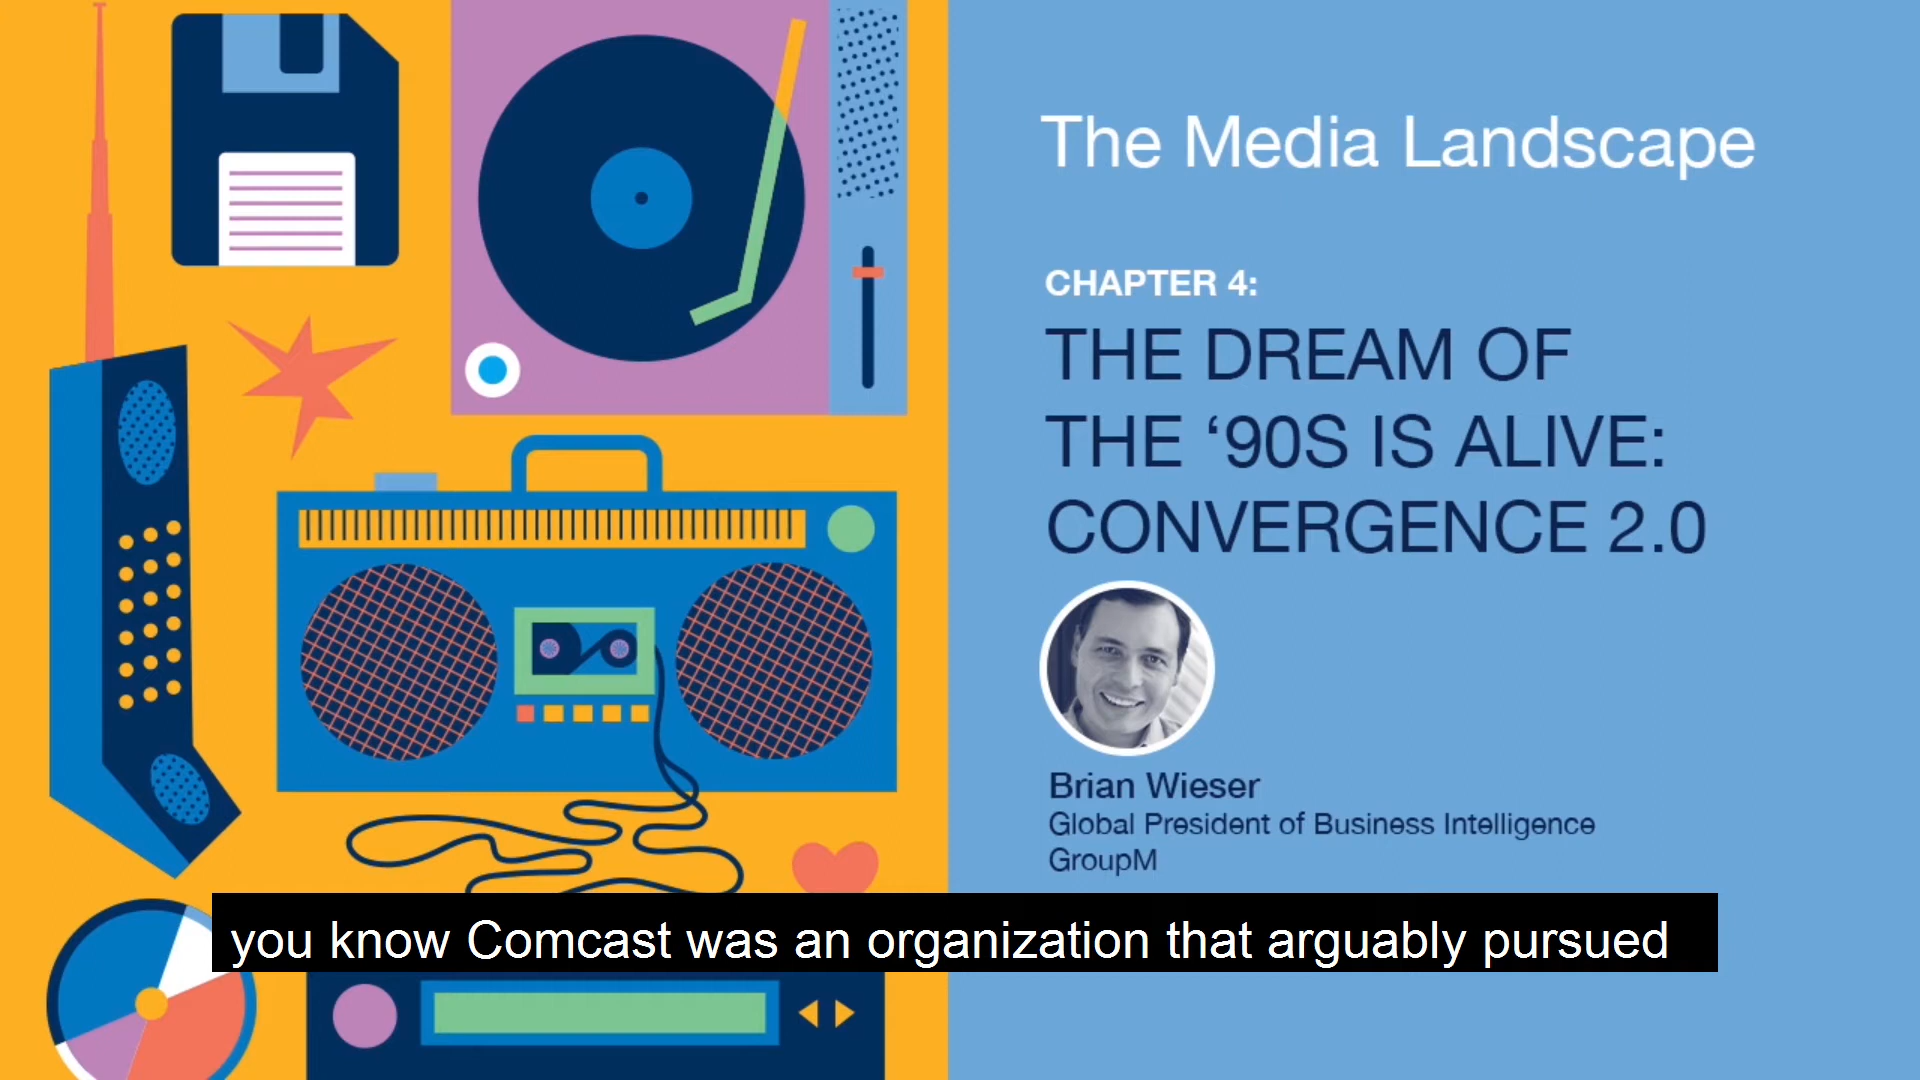 The Media Landscape
CHAPTER 4:
THE DREAM OF
THE ‘90S IS ALIVE:
CONVERGENCE 2.0
Brian Wieser
Global President of Business Intelligence
GroupM
you know Comcast was an organization that arguably pursued